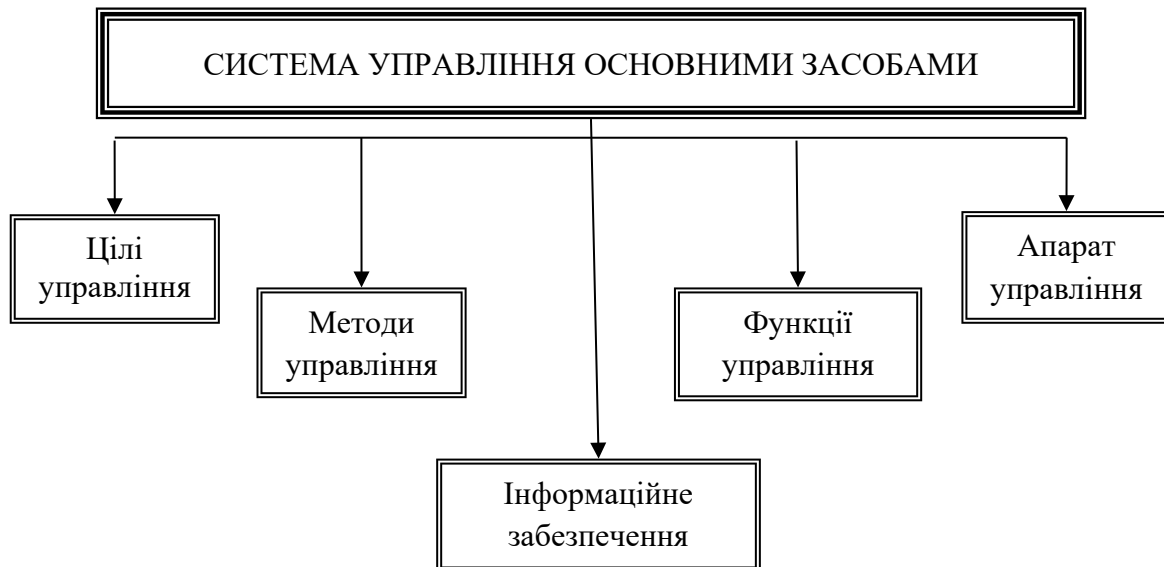 СИСТЕМА УПРАВЛІННЯ ОСНОВНИМИ ЗАСОБАМИ
Цілі
управління
Методи
управління
Функції
управління
Апарат
управління
Інформаційне
забезпечення